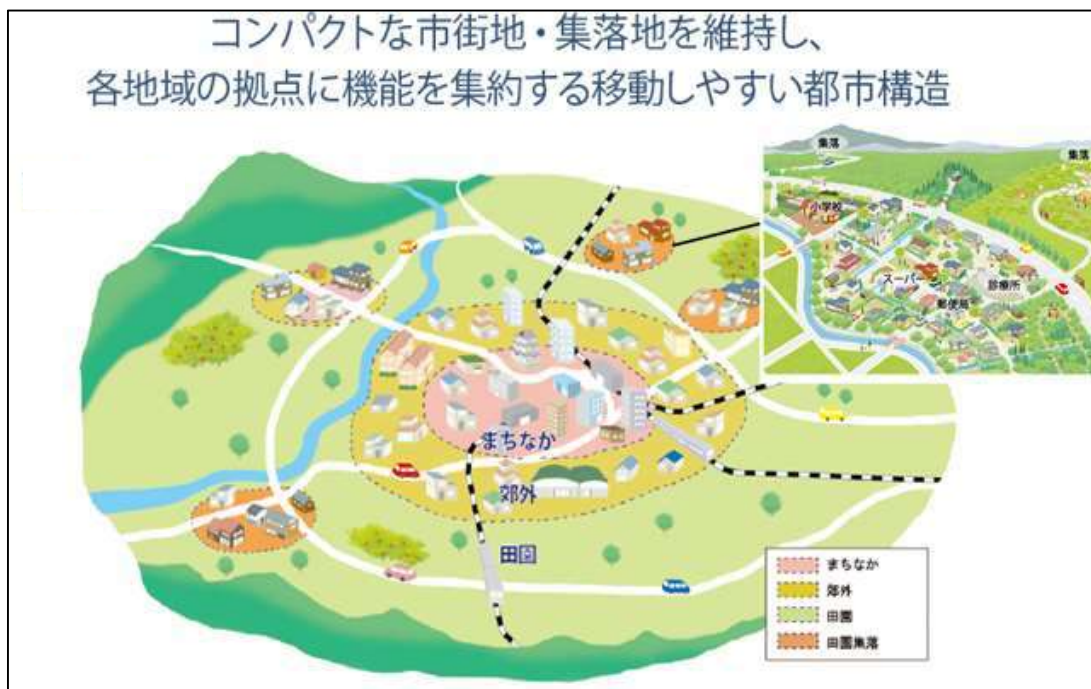 コンパクトな市街地・集落地を維持し、
各地域の拠点に機能を集約する移動しやすい都市構造
集落
集落
小学校
スーパー
診療所
郵便局
まちなか
郊外
田園
まちなか
郊外
田園
田園集落